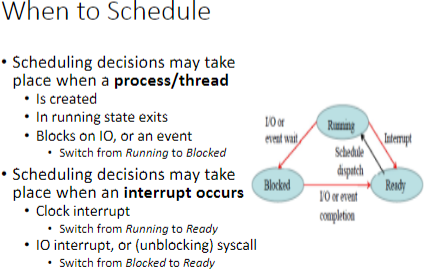 When to Schedule
• Scheduling decisions may take
place when a process/thread
• Is created
• In running state exits
• Blocks on IO, or an event
• Switch from Running to Blocked
• Scheduling decisions may take
place when an interrupt occurs
• Clock interrupt
• Switch from Running to Ready
• IO interrupt, or (unblocking) syscall
• Switch from Blocked to Ready
I/O or
event wait
Running
Interrupt
Schedule
dispatch
Blocked
Ready
I/O or event
completion